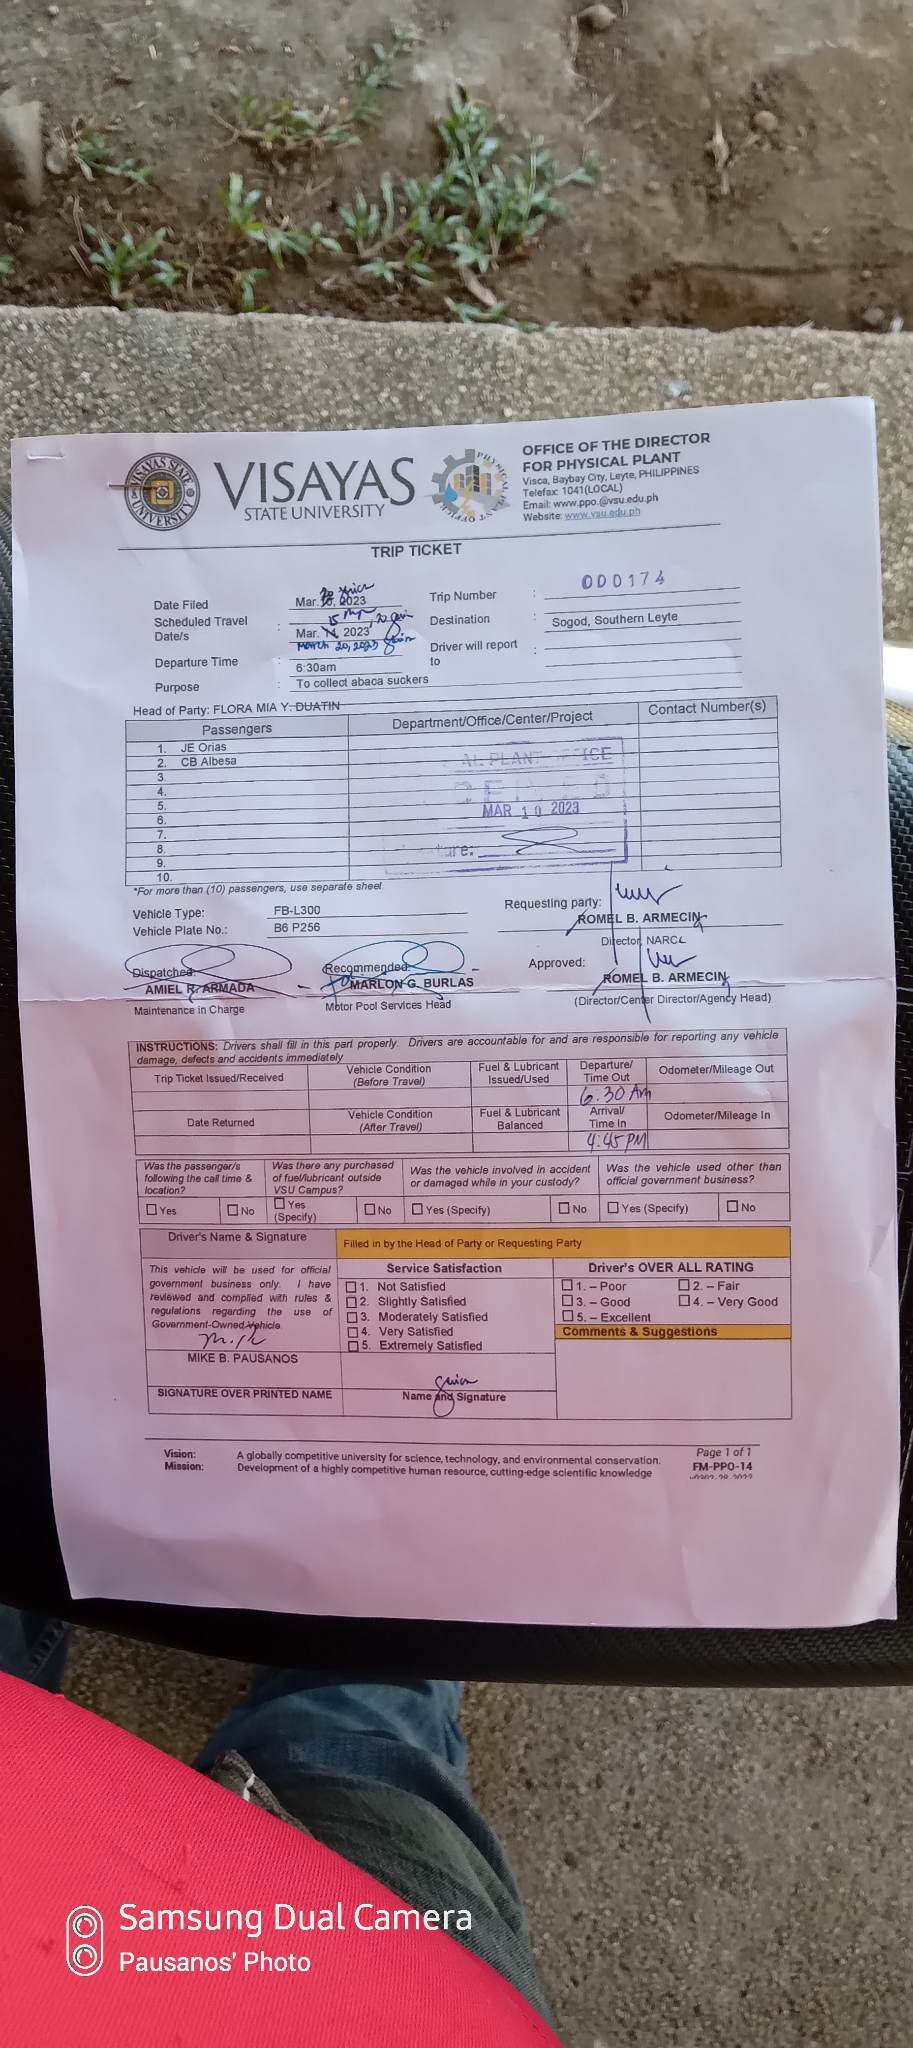 VISAYAS STATE UNIVERSITY
VISAYAS
STATE UNIVERSITY
PHYSICAL PLANT OFFICE
OFFICE OF THE DIRECTOR
FOR PHYSICAL PLANT
Visca, Baybay City, Leyte, PHILIPPINES
Telefax: 1041(LOCAL)
Email: www.ppo.@vsu.edu.ph
Website: www.vsu.edu.ph
TRIP TICKET
Date Filed Mar. 2023 Trip Number : 000174
Scheduled Travel Date/s : Mar. 2023 15 20 March 20, 2023 Destination : Sogod, Southern Leyte
Departure Time : 6:30am Driver will report to :
Purpose : To collect abaca suckers
Head of Party: FLORA MIA Y. DUATIN
Passengers Department/Office/Center/Project Contact Number(s)
1. JE Orias
2. CB Albesa
3.
4.
5.
6.
7.
8.
9.
10.
AL PLANT OFFICE
MAR 10 2023
*For more than (10) passengers, use separate sheet.
Vehicle Type: FB-L300
Vehicle Plate No.: B6 P256
Requesting party:
ROMEL B. ARMECIN
Director, NARCC
Dispatched:
AMIEL R. ARMADA
Maintenance in Charge
Recommended:
MARLON G. BURLAS
Motor Pool Services Head
Approved:
ROMEL B. ARMECIN
(Director/Center Director/Agency Head)
INSTRUCTIONS: Drivers shall fill in this part properly. Drivers are accountable for and are responsible for reporting any vehicle
damage, defects and accidents immediately
Trip Ticket Issued/Received Vehicle Condition (Before Travel) Fuel & Lubricant Issued/Used Departure/ Time Out Odometer/Mileage Out
6:30 Am
Date Returned Vehicle Condition (After Travel) Fuel & Lubricant Balanced Arrival/ Time In Odometer/Mileage In
4:45 PM
Was the passenger/s following the call time & location? Was there any purchased of fuel/lubricant outside VSU Campus? Was the vehicle involved in accident or damaged while in your custody? Was the vehicle used other than official government business?
Yes No Yes (Specify) No Yes (Specify) No Yes (Specify) No
Driver's Name & Signature Filled in by the Head of Party or Requesting Party
This vehicle will be used for official
government business only. I have
reviewed and complied with rules &
regulations regarding the use of
Government-Owned Vehicle.
MIKE B. PAUSANOS
SIGNATURE OVER PRINTED NAME
Service Satisfaction
1. Not Satisfied
2. Slightly Satisfied
3. Moderately Satisfied
4. Very Satisfied
5. Extremely Satisfied
Name and Signature
Driver's OVER ALL RATING
1. – Poor 2. – Fair
3. – Good 4. – Very Good
5. – Excellent
Comments & Suggestions
Vision: A globally competitive university for science, technology, and environmental conservation.
Mission: Development of a highly competitive human resource, cutting-edge scientific knowledge
Page 1 of 1
FM-PPO-14
Samsung Dual Camera
Pausanos' Photo